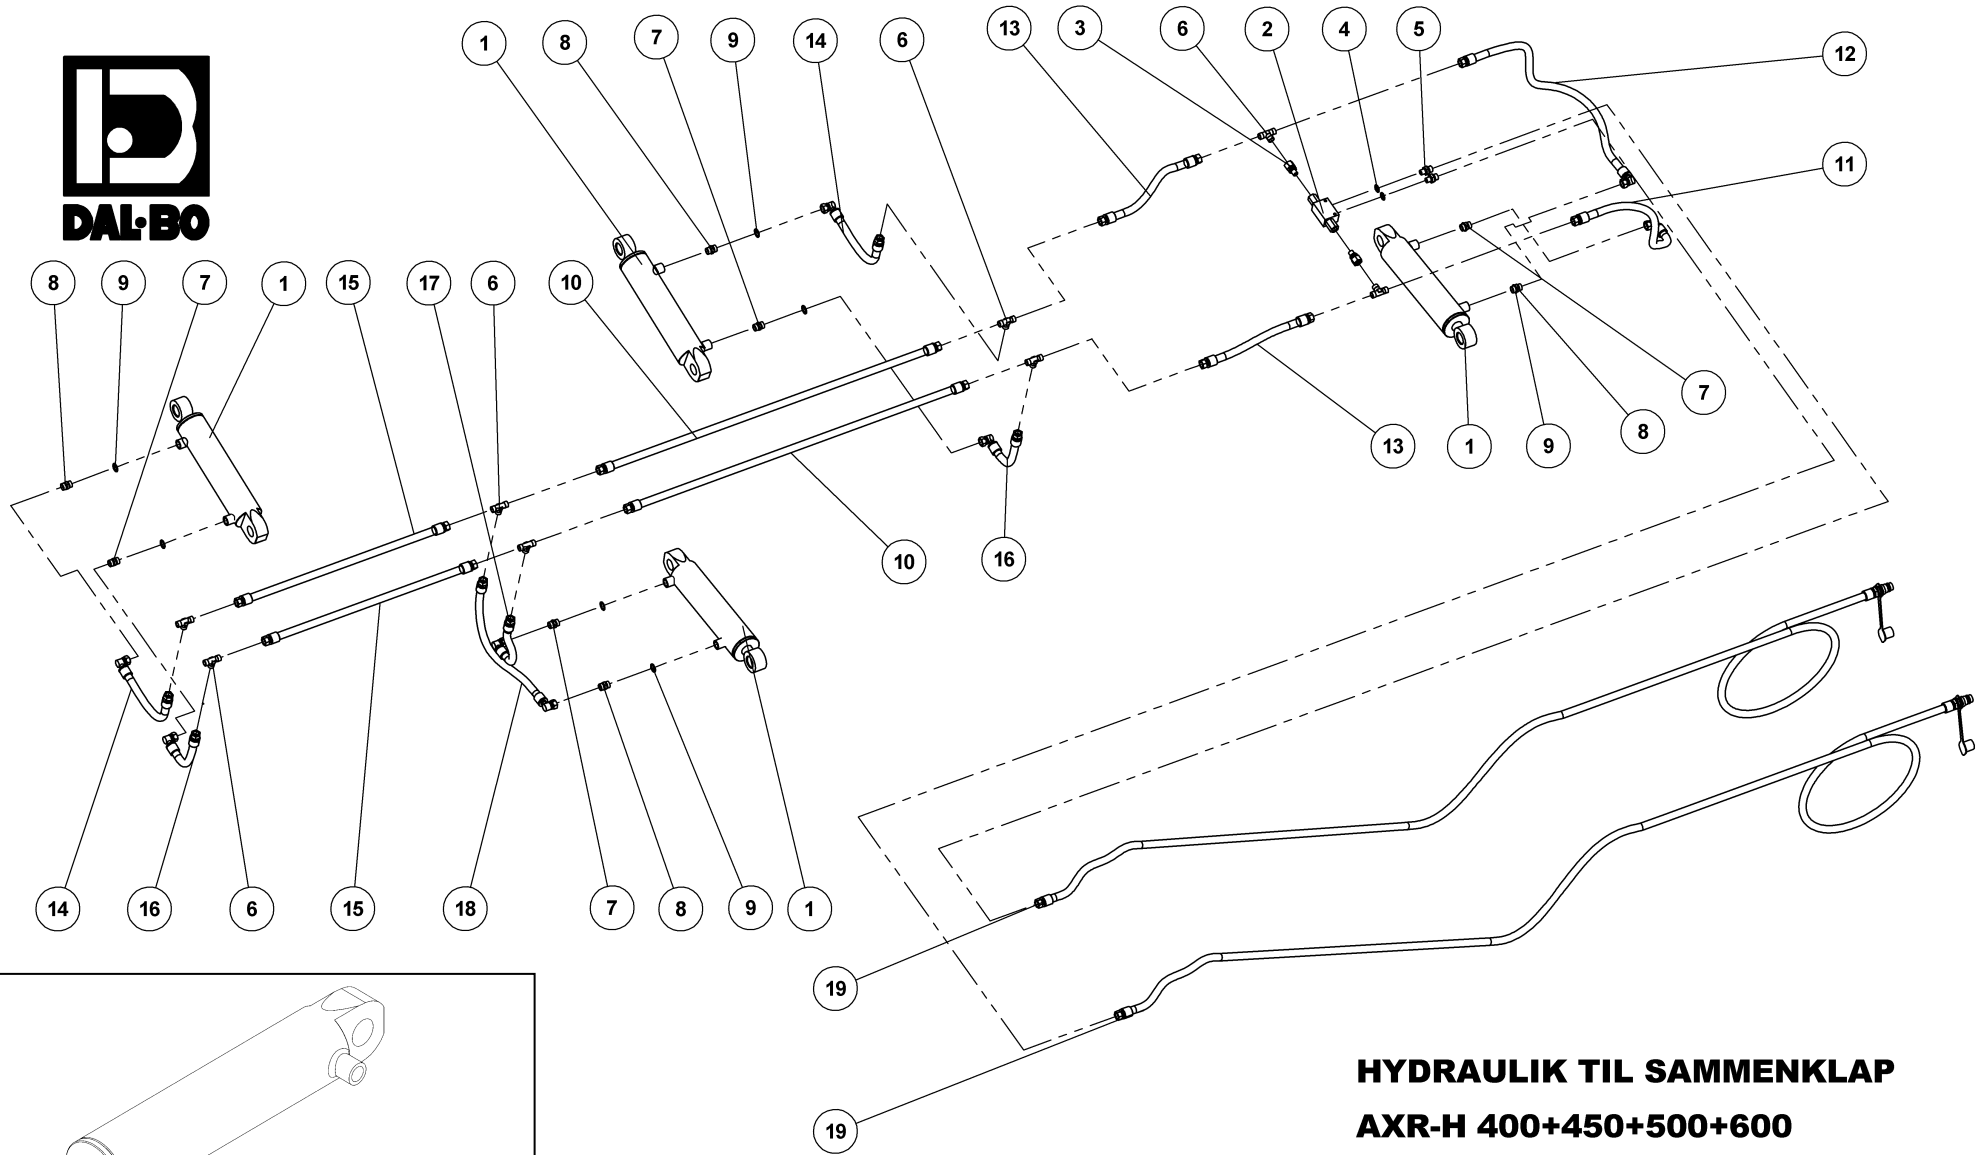 1 8 7 9 14 6 13 3 6 2 4 5 12
DAL·BO
11
8 9 7 1 15 17 6 10 6
7
13 1 9 8
10 16
14 16 6 15 18 7 8 9 1
19
19
HYDRAULIK TIL SAMMENKLAP
AXR-H 400+450+500+600